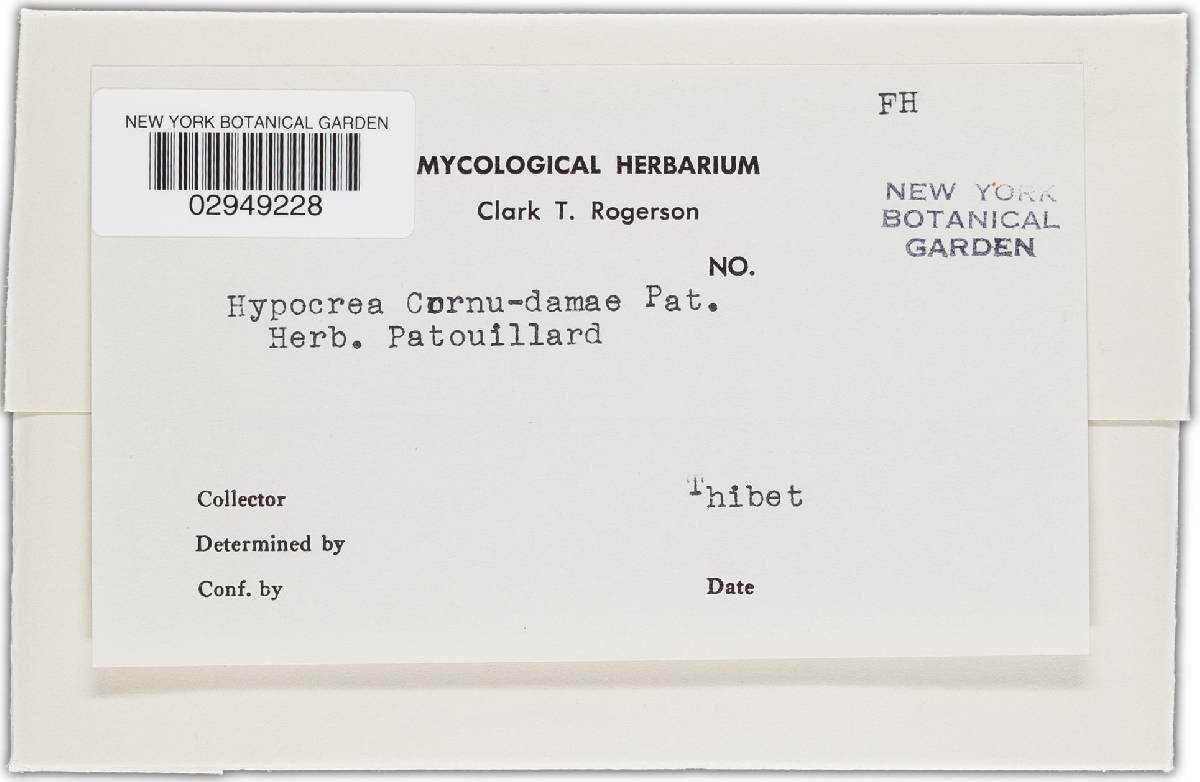 FH
NEW YORK BOTANICAL GARDEN
02949228
MYCOLOGICAL HERBARIUM
Clark T. Rogerson
NEW YORK
BOTANICAL
GARDEN
NO.
Hypocrea Cornu-damae Pat.
Herb. Patouillard
Collector
Thibet
Determined by
Conf. by
Date